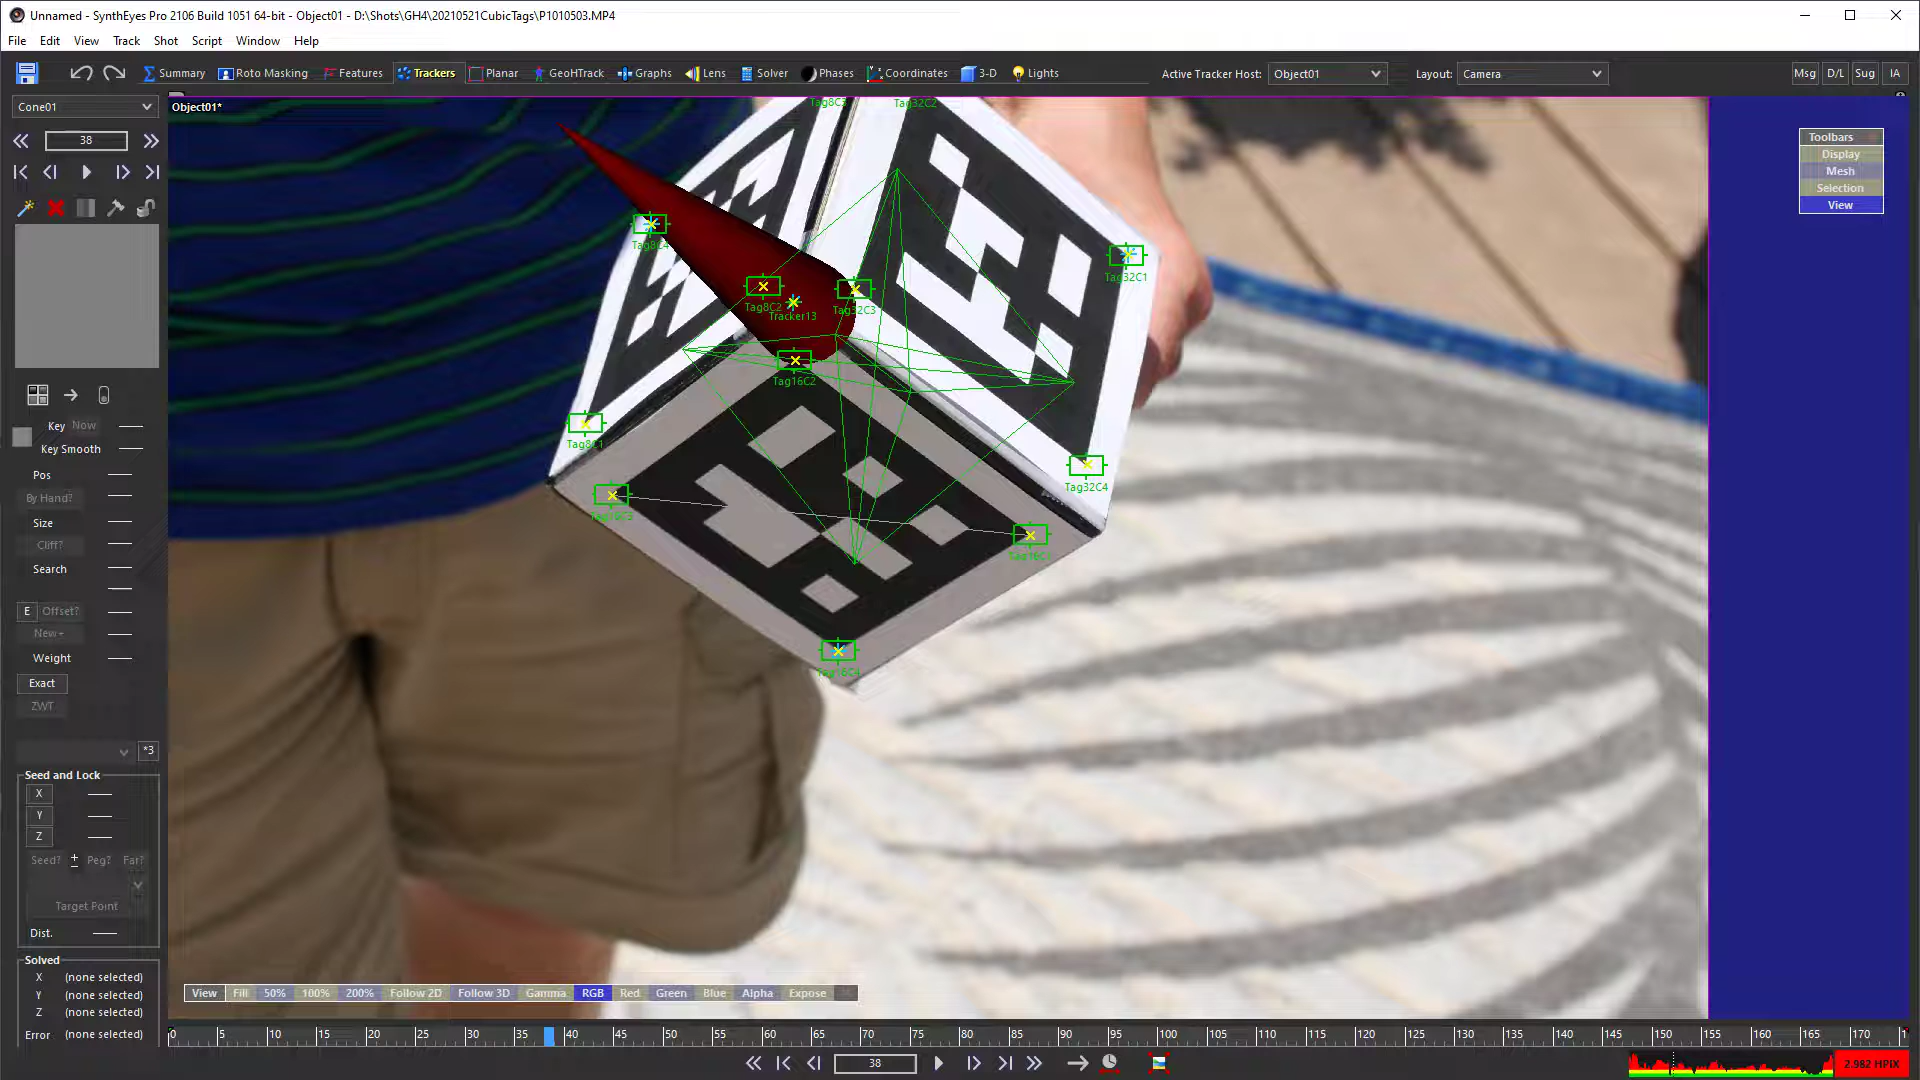 Unnamed - SynthEyes Pro 2106 Build 1051 64-bit - Object01 - D:\Shots\GH4\20210521CubicTags\P1010503.MP4
File Edit View Track Shot Script Window Help
Summary Roto Masking Features Trackers Planar GeoHTrack Graphs Lens Solver Phases Coordinates 3-D Lights Active Tracker Host: Object01 Layout: Camera Msg D/L Sug IA
Cone01
Object01*
38
Toolbars
Display
Mesh
Selection
View
Tag8C3
Tag32C2
Tag8C4
Tag32C1
Tag8C2
Tracker13
Tag32C3
Tag16C2
Tag8C1
Tag32C4
Tag16C4
Key Now
Key Smooth
Pos
By Hand?
Size
Cliff?
Search
E Offset?
New+
Weight
Exact
ZWT
*3
Seed and Lock
X
Y
Z
Seed? + Peg? Far?
Target Point
Dist.
Solved
X (none selected)
Y (none selected)
Z (none selected)
Error (none selected)
View Fill 50% 100% 200% Follow 2D Follow 3D Gamma RGB Red Green Blue Alpha Expose
0 5 10 15 20 25 30 35 40 45 50 55 60 65 70 75 80 85 90 95 100 105 110 115 120 125 130 135 140 145 150 155 160 165 170
38
2.982 HPIX